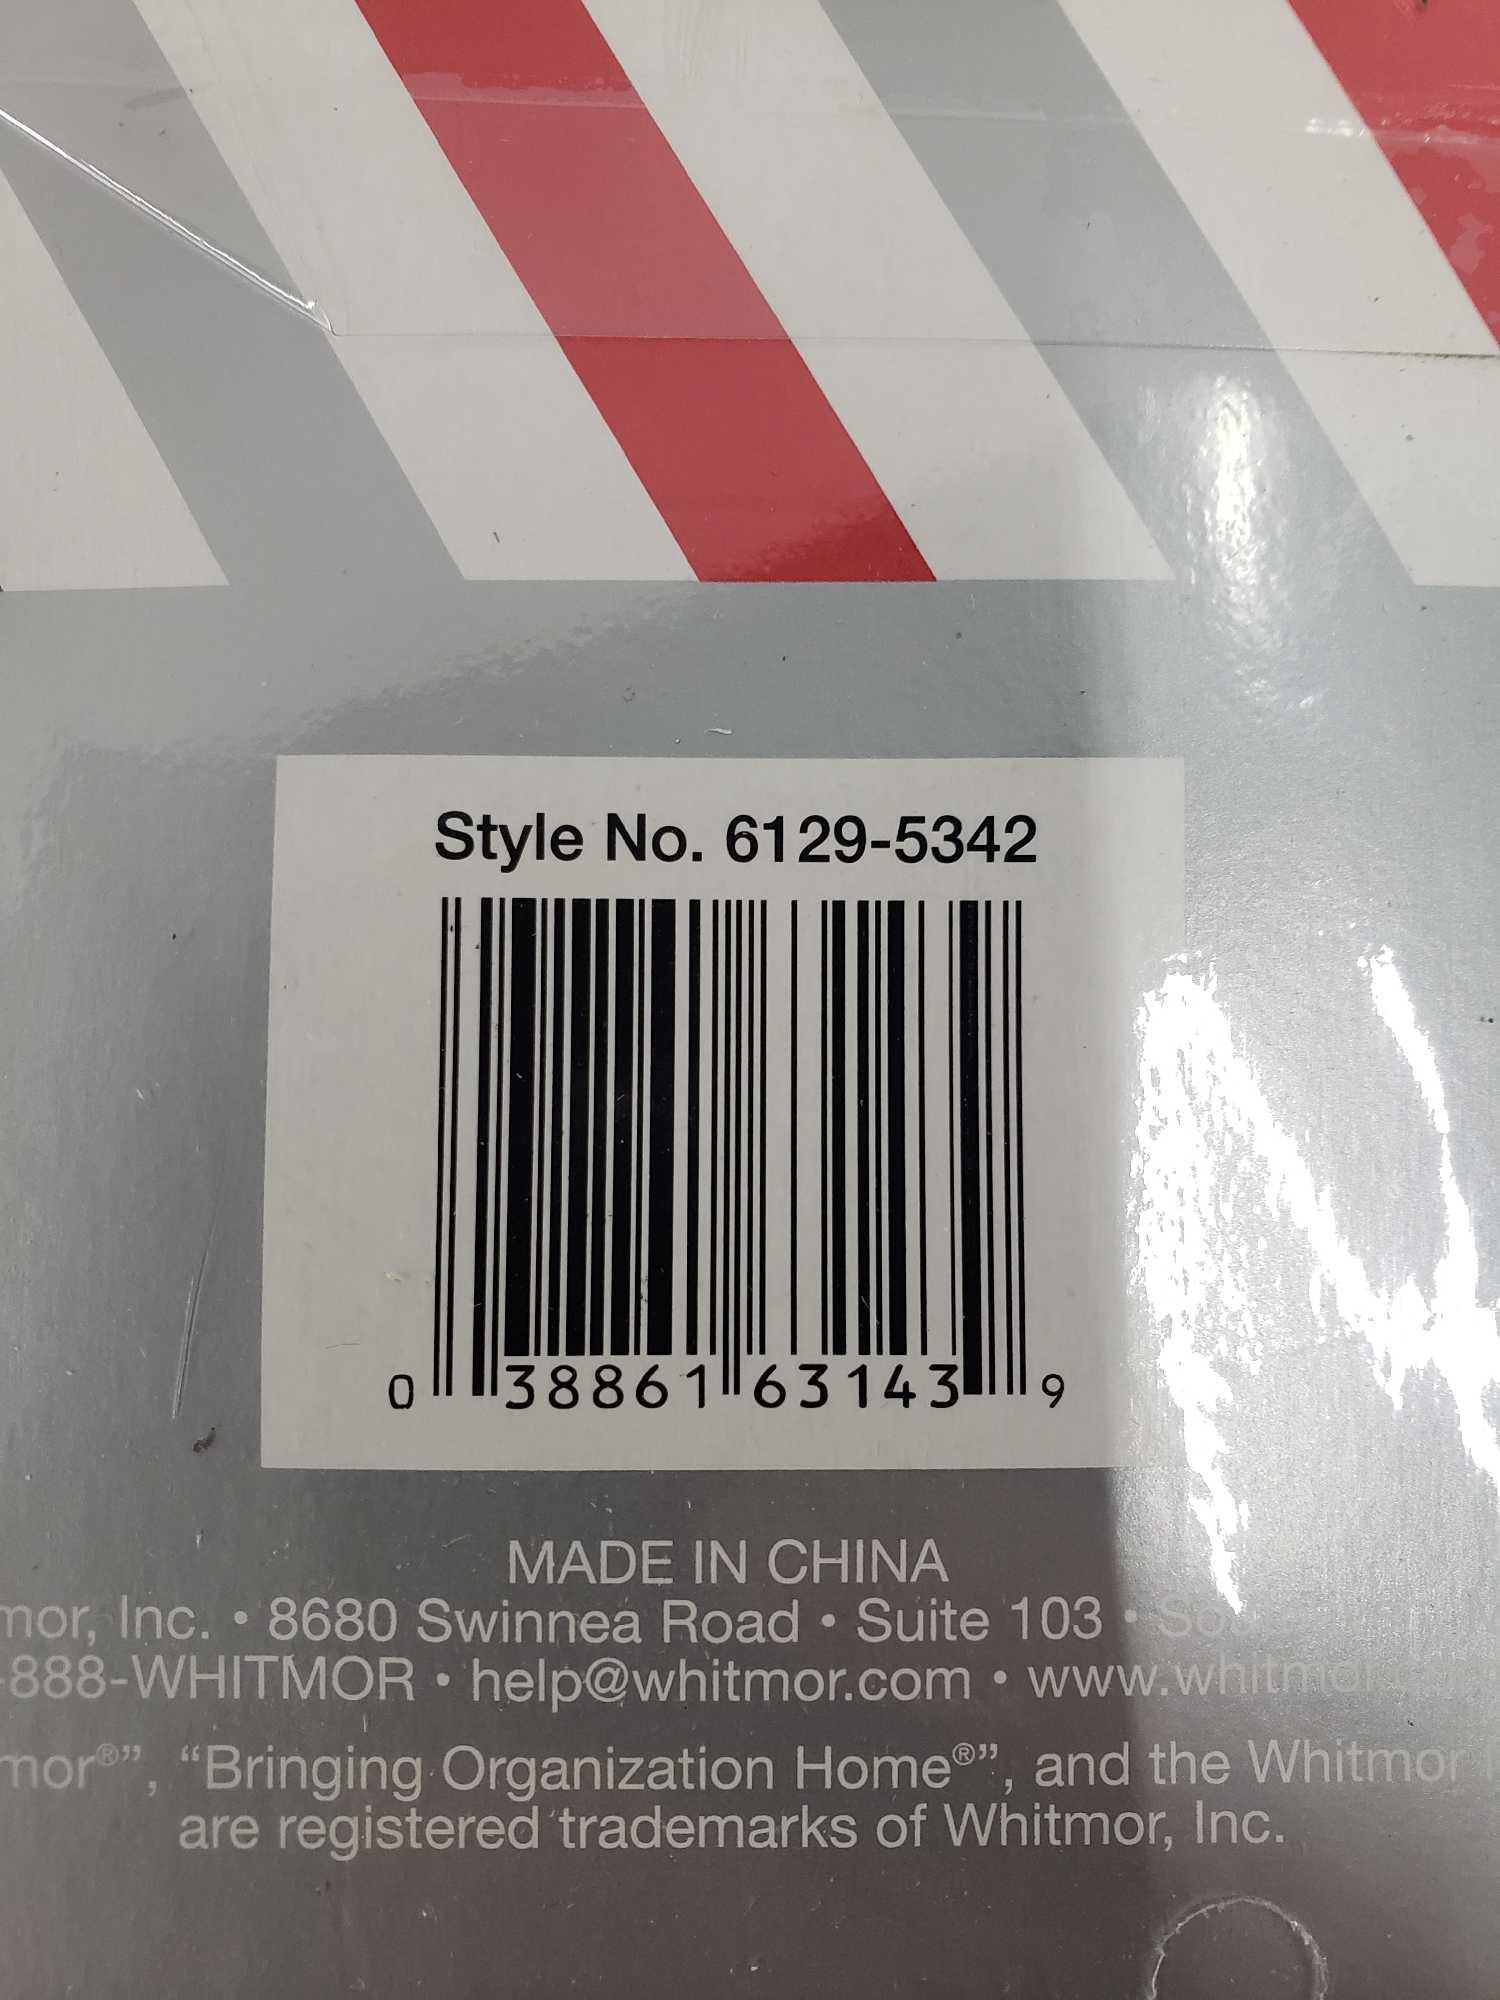 Style No. 6129-5342
0 38861 63143 9
MADE IN CHINA
mor, Inc. • 8680 Swinnea Road • Suite 103 •
-888-WHITMOR • help@whitmor.com • www.whitmor
mor®”, “Bringing Organization Home®”, and the Whitmor
are registered trademarks of Whitmor, Inc.